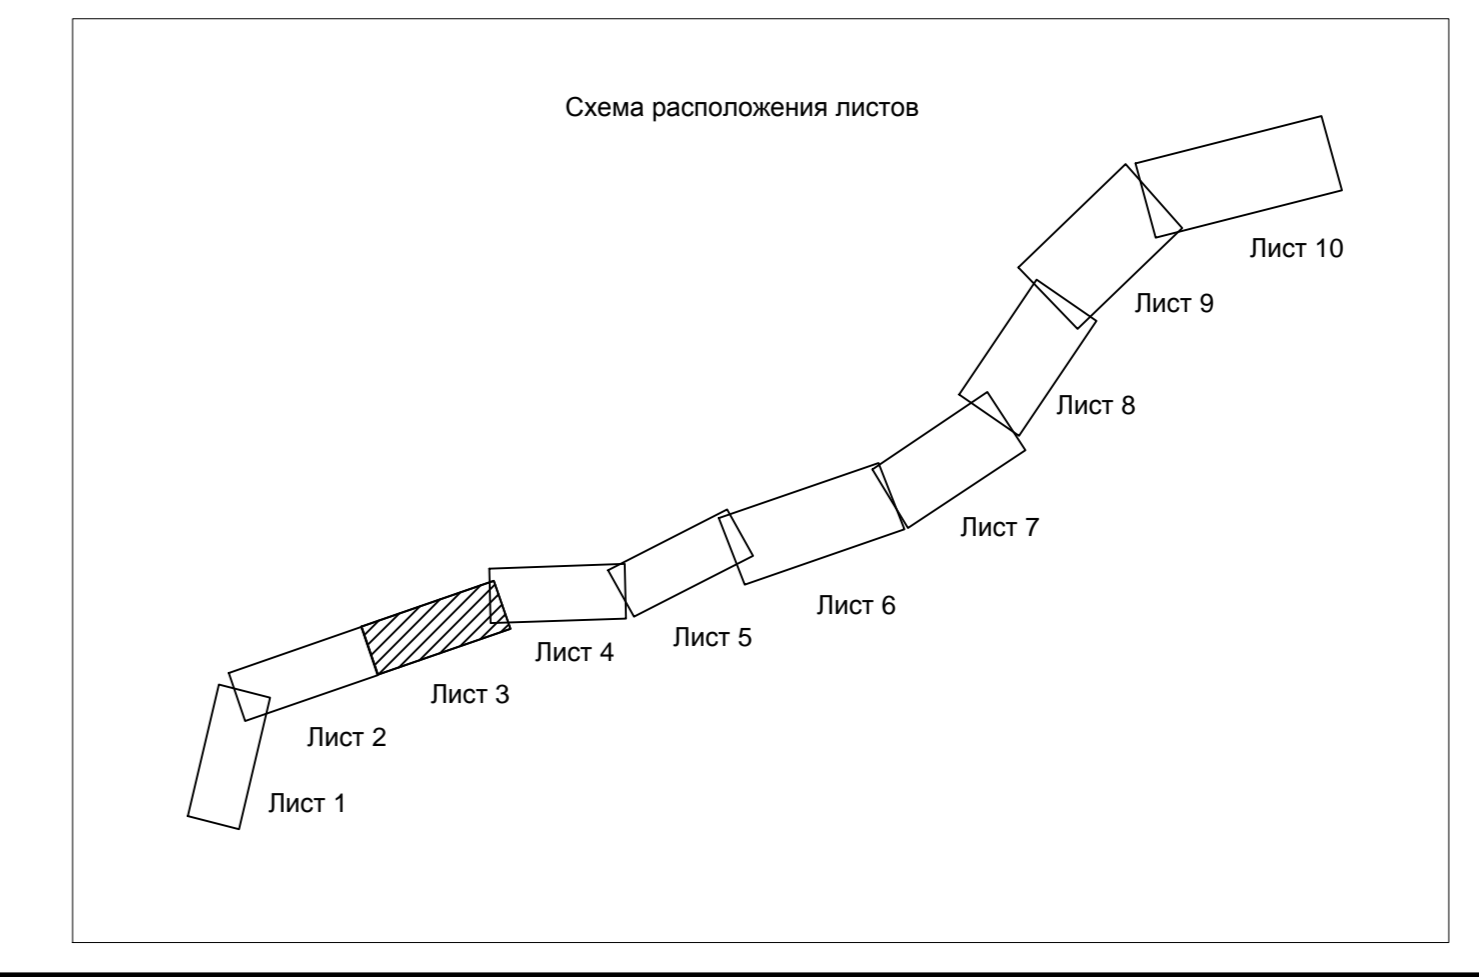 Схема расположения листов
Лист 10
Лист 9
Лист 8
Лист 7
Лист 6
Лист 5
Лист 4
Лист 3
Лист 2
Лист 1